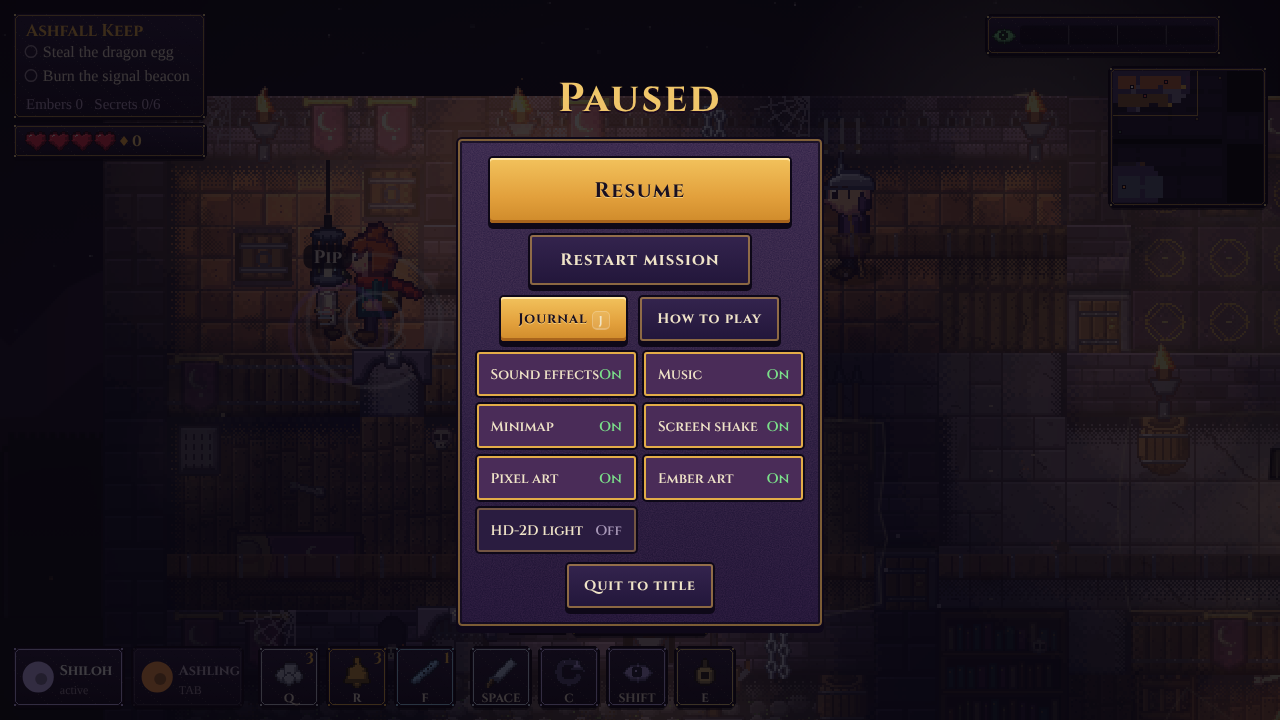 Ashfall Keep
Steal the dragon egg
Burn the signal beacon
Embers 0 Secrets 0/6
0
Paused
Resume
Restart mission
Journal J
How to play
Sound effects On
Music On
Minimap On
Screen shake On
Pixel art On
Ember art On
HD-2D light Off
Quit to title
Pip
Shiloh
active
Ashling
TAB
3
Q
3
R
1
F
SPACE
C
SHIFT
E